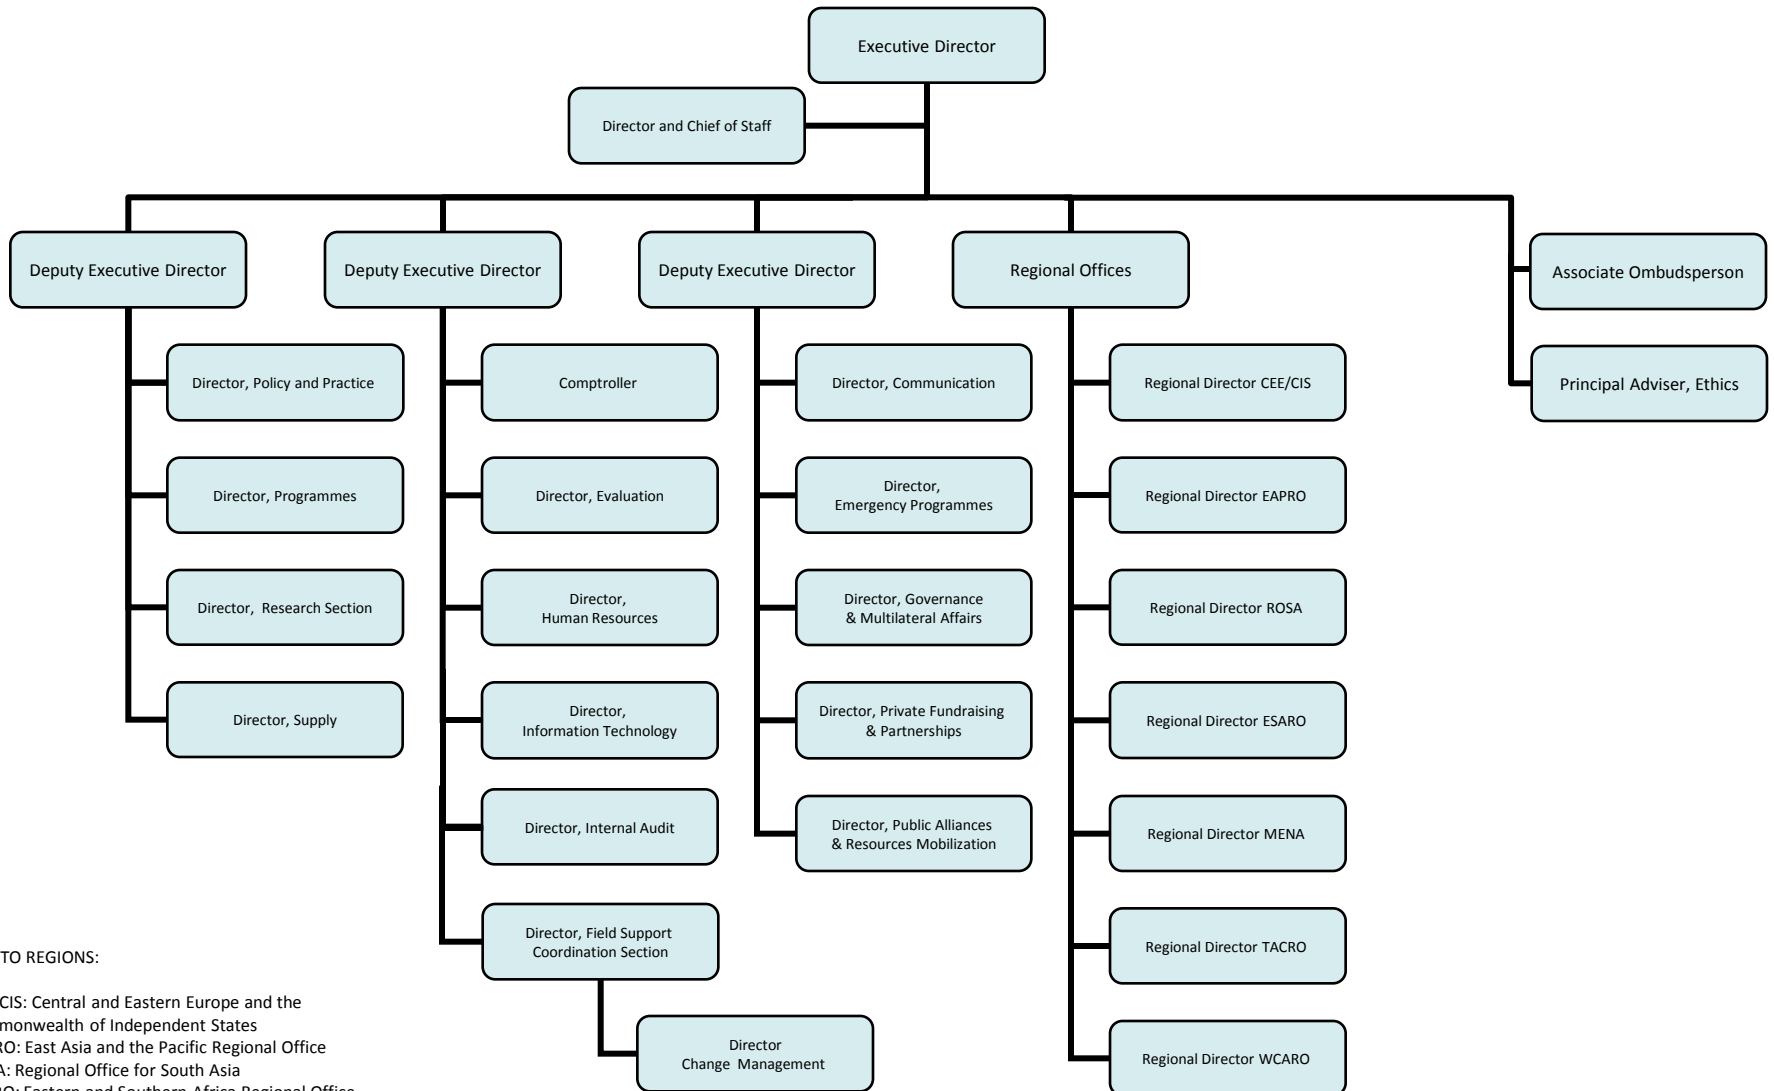 Executive Director
Director and Chief of Staff
Deputy Executive Director
Deputy Executive Director
Deputy Executive Director
Regional Offices
Associate Ombudsperson
Director, Policy and Practice
Comptroller
Director, Communication
Regional Director CEE/CIS
Principal Adviser, Ethics
Director, Programmes
Director, Evaluation
Director,
Emergency Programmes
Regional Director EAPRO
Director, Research Section
Director,
Human Resources
Director, Governance
& Multilateral Affairs
Regional Director ROSA
Director, Supply
Director,
Information Technology
Director, Private Fundraising
& Partnerships
Regional Director ESARO
Director, Internal Audit
Director, Public Alliances
& Resources Mobilization
Regional Director MENA
Director, Field Support
Coordination Section
Regional Director TACRO
Director
Change Management
Regional Director WCARO
TO REGIONS:
CIS: Central and Eastern Europe and the
of Independent States
East Asia and the Pacific Regional Office
Regional Office for South Asia
Eastern and Southern Africa Regional Office